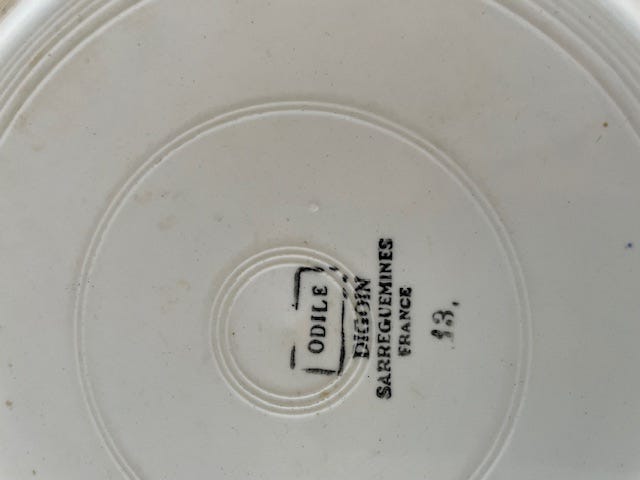 ODILE
DIGOIN
SARREGUEMINES
FRANCE
13.